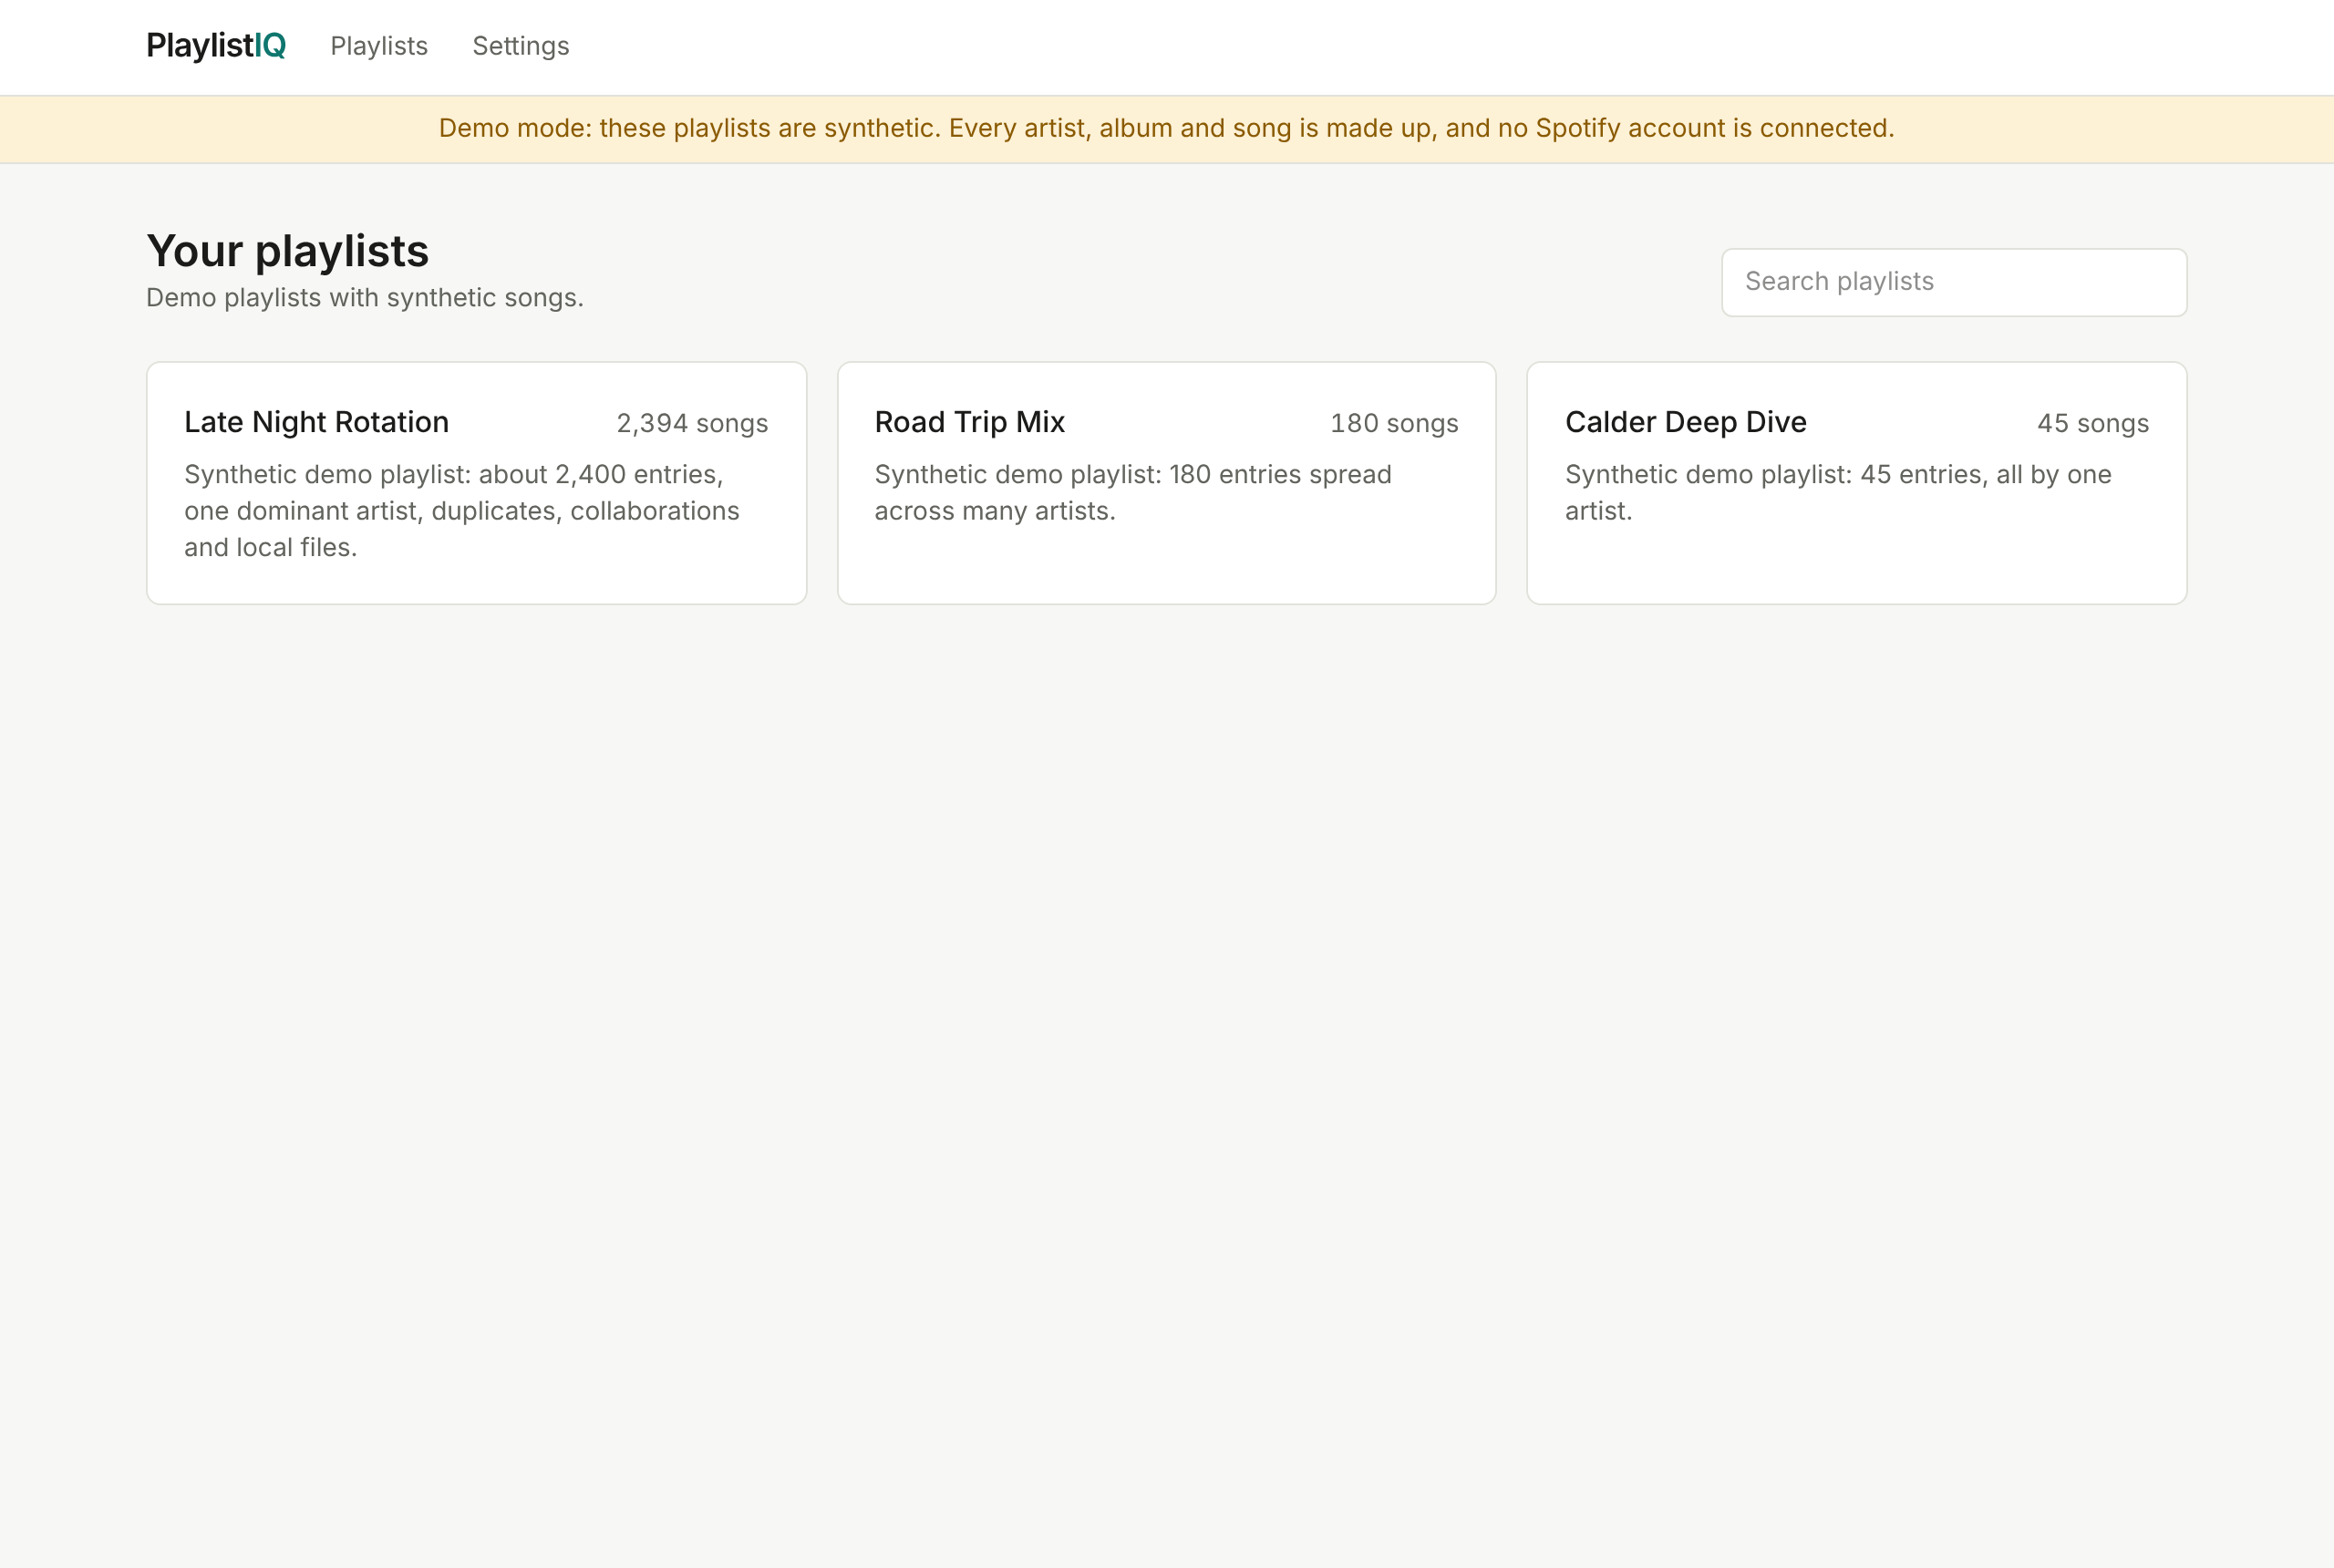 PlaylistIQ Playlists Settings
Demo mode: these playlists are synthetic. Every artist, album and song is made up, and no Spotify account is connected.
Your playlists
Demo playlists with synthetic songs.
Search playlists
Late Night Rotation 2,394 songs
Synthetic demo playlist: about 2,400 entries,
one dominant artist, duplicates, collaborations
and local files.
Road Trip Mix 180 songs
Synthetic demo playlist: 180 entries spread
across many artists.
Calder Deep Dive 45 songs
Synthetic demo playlist: 45 entries, all by one
artist.